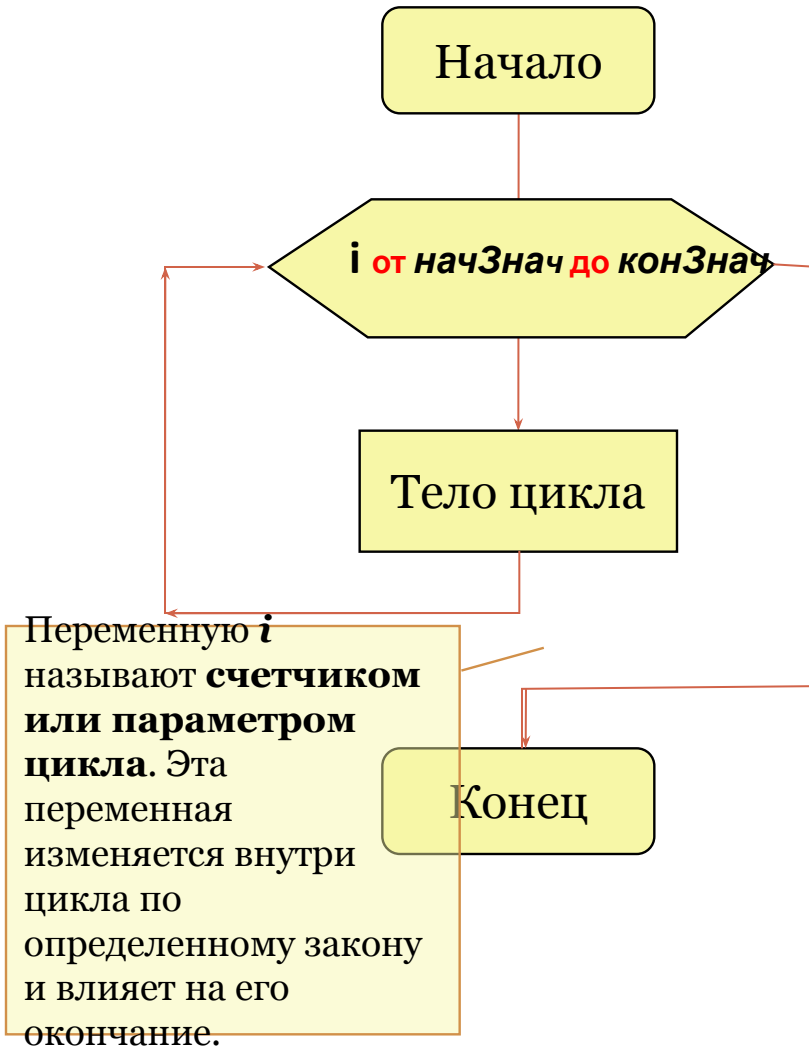 Начало
i от начЗнач до конЗнач
Тело цикла
Переменную i
называют счетчиком
или параметром
цикла. Эта
переменная
изменяется внутри
цикла по
определенному закону
и влияет на его
окончание.
Конец